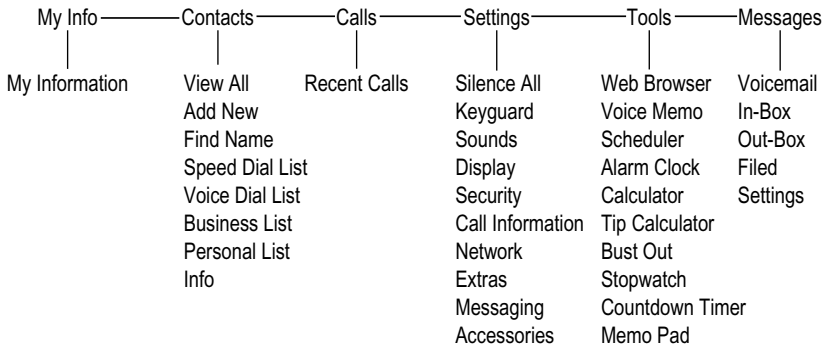 My Info Contacts Calls Settings Tools Messages
My Information View All Recent Calls Silence All Web Browser Voicemail
Add New Keyguard Voice Memo In-Box
Find Name Sounds Scheduler Out-Box
Speed Dial List Display Alarm Clock Filed
Voice Dial List Security Calculator Settings
Business List Call Information Tip Calculator
Personal List Network Bust Out
Info Extras Stopwatch
Messaging Countdown Timer
Accessories Memo Pad